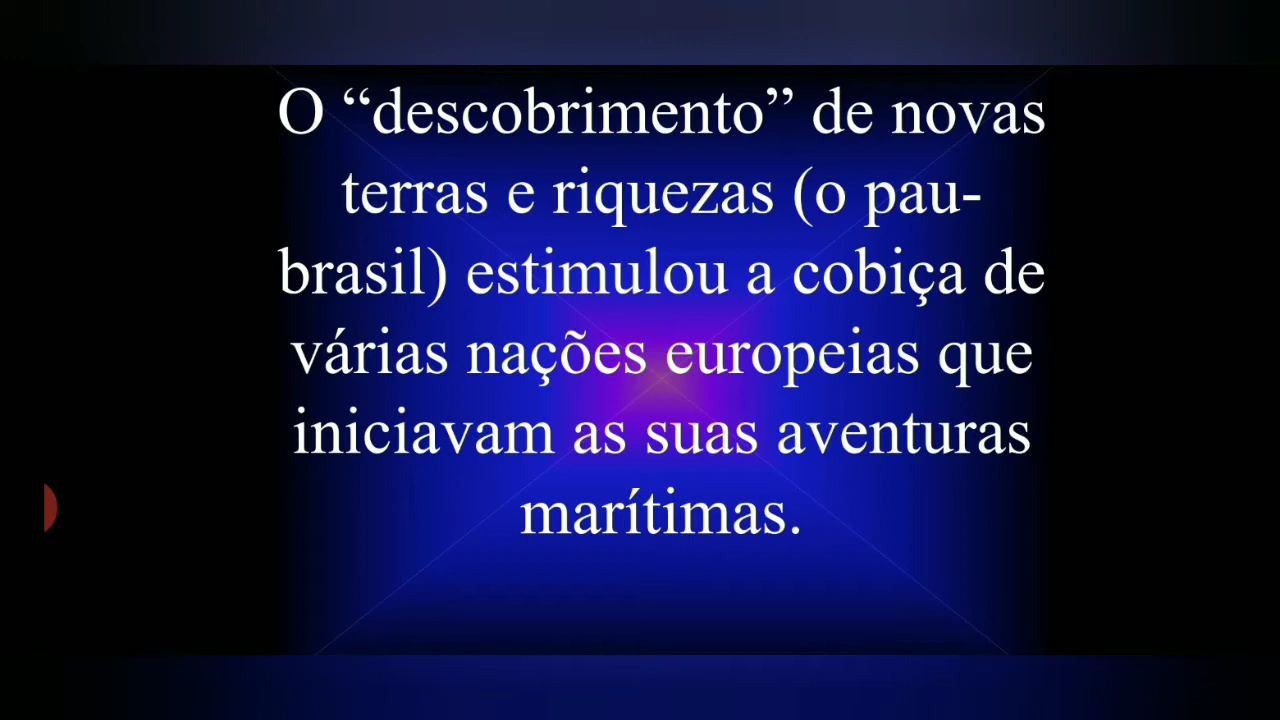 O “descobrimento” de novas
terras e riquezas (o pau-
brasil) estimulou a cobiça de
várias nações europeias que
iniciavam as suas aventuras
marítimas.